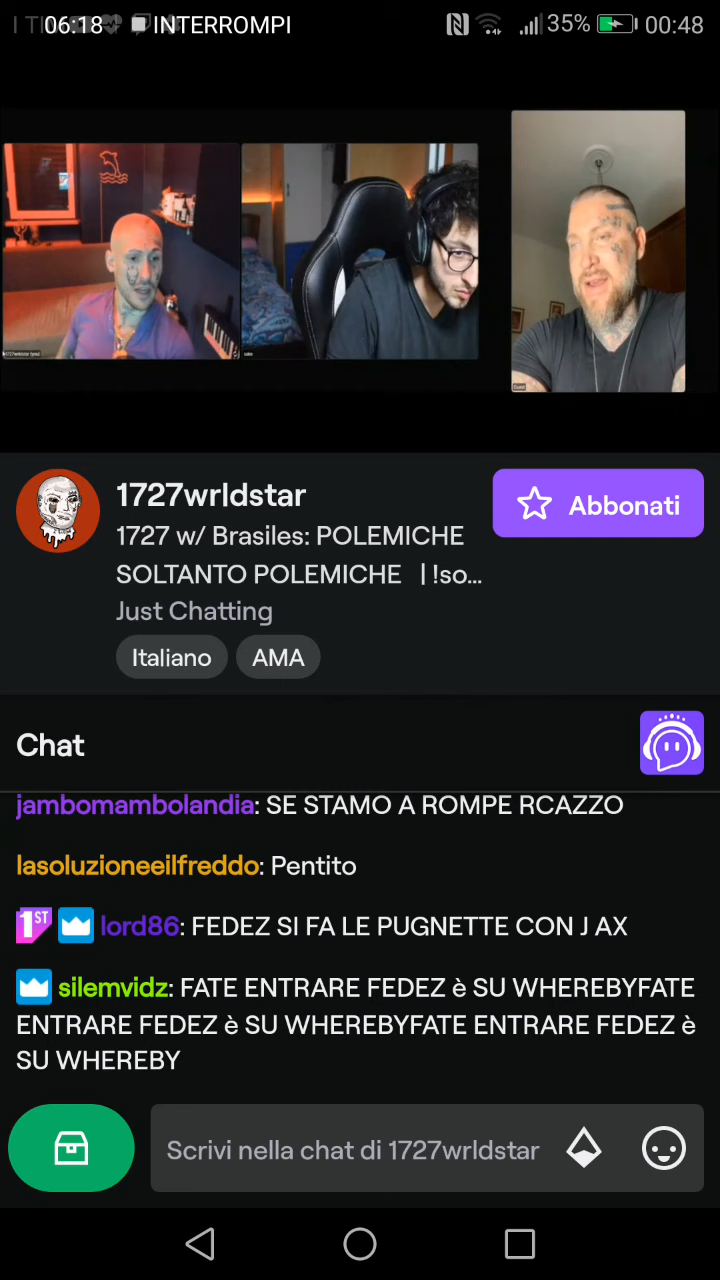 06:18
INTERROMPI
35%
00:48
1727wrldstar
Abbonati
1727 w/ Brasiles: POLEMICHE
SOLTANTO POLEMICHE | !so...
Just Chatting
Italiano
AMA
Chat
jambomambolandia: SE STAMO A ROMPE RCAZZO
lasoluzioneeilfreddo: Pentito
1ST lord86: FEDEZ SI FA LE PUGNETTE CON J AX
silemvidz: FATE ENTRARE FEDEZ è SU WHEREBYFATE
ENTRARE FEDEZ è SU WHEREBYFATE ENTRARE FEDEZ è
SU WHEREBY
Scrivi nella chat di 1727wrldstar